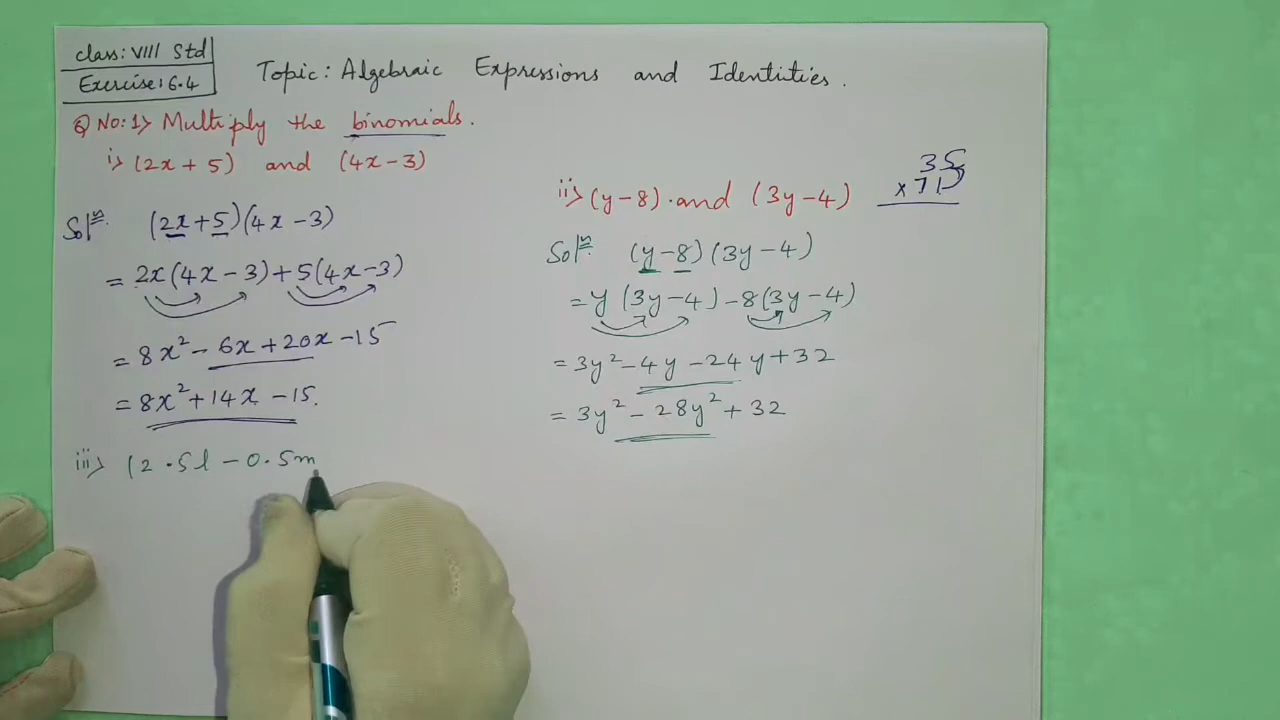 class: VIII Std
Exercise: 6.4
Topic: Algebraic Expressions and Identities.
Q No:1> Multiply the binomials.
i> (2x + 5) and (4x - 3)
Solⁿ: (2x+5)(4x-3)
= 2x(4x-3)+5(4x-3)
= 8x² - 6x + 20x - 15
= 8x² + 14x - 15.
iii> (2.5l - 0.5m
ii> (y-8) and (3y-4)
Solⁿ: (y-8)(3y-4)
= y(3y-4) - 8(3y-4)
= 3y² - 4y - 24y + 32
= 3y² - 28y² + 32
35
× 71